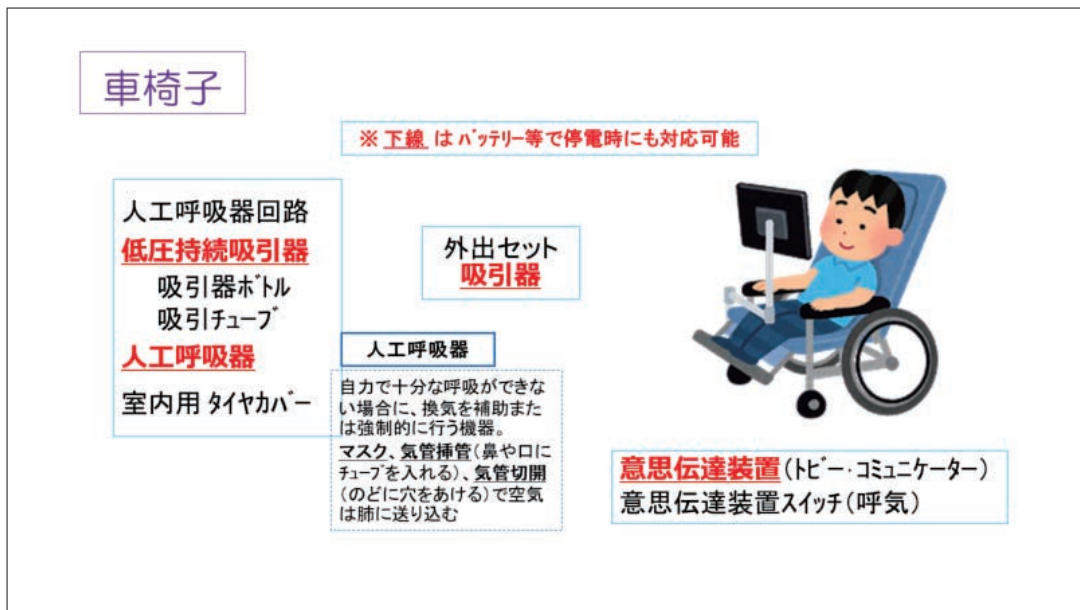 車椅子
※ 下線 は バッテリー等で停電時にも対応可能
人工呼吸器回路
低圧持続吸引器
吸引器ボトル
吸引チューブ
人工呼吸器
室内用 タイヤカバー
外出セット
吸引器
人工呼吸器
自力で十分な呼吸ができな
い場合に、換気を補助また
は強制的に行う機器。
マスク、気管挿管(鼻や口に
チューブを入れる)、気管切開
(のどに穴をあける)で空気
は肺に送り込む
意思伝達装置(トビー・コミュニケーター)
意思伝達装置スイッチ(呼気)